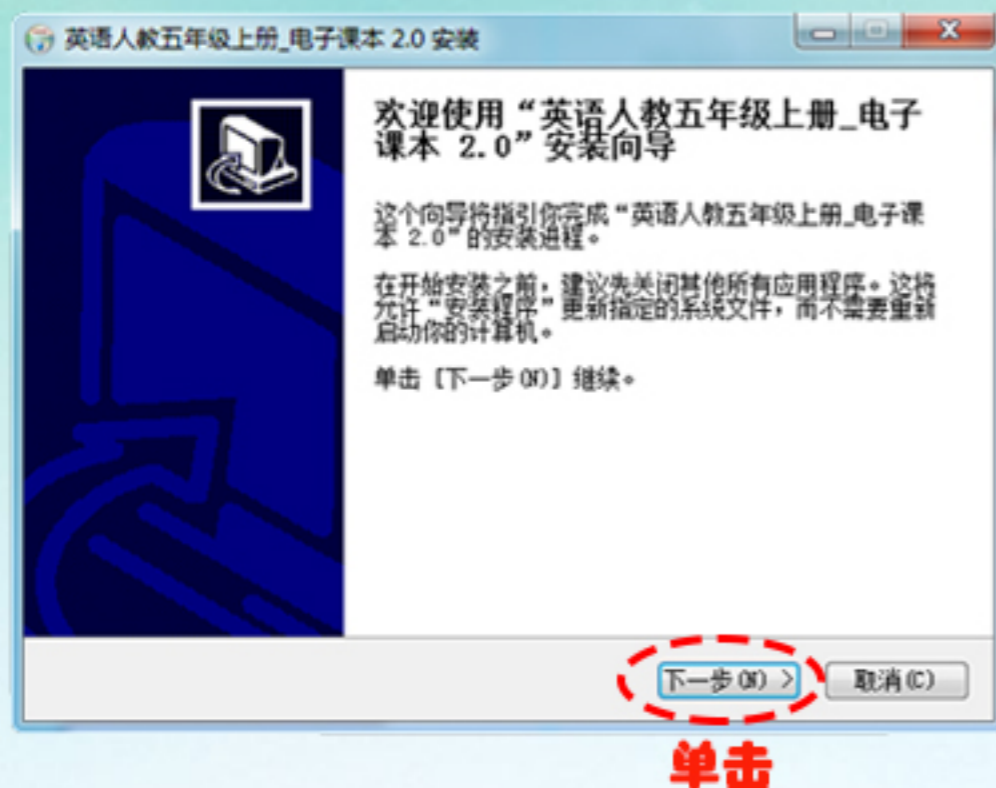 英语人教五年级上册_电子课本 2.0 安装
欢迎使用“英语人教五年级上册_电子
课本 2.0”安装向导
这个向导将指引你完成“英语人教五年级上册_电子课
本 2.0”的安装进程。
在开始安装之前，建议先关闭其他所有应用程序。这将
允许“安装程序”更新指定的系统文件，而不需要重新
启动你的计算机。
单击 [下一步(N)] 继续。
下一步(N) >
取消(C)
单击